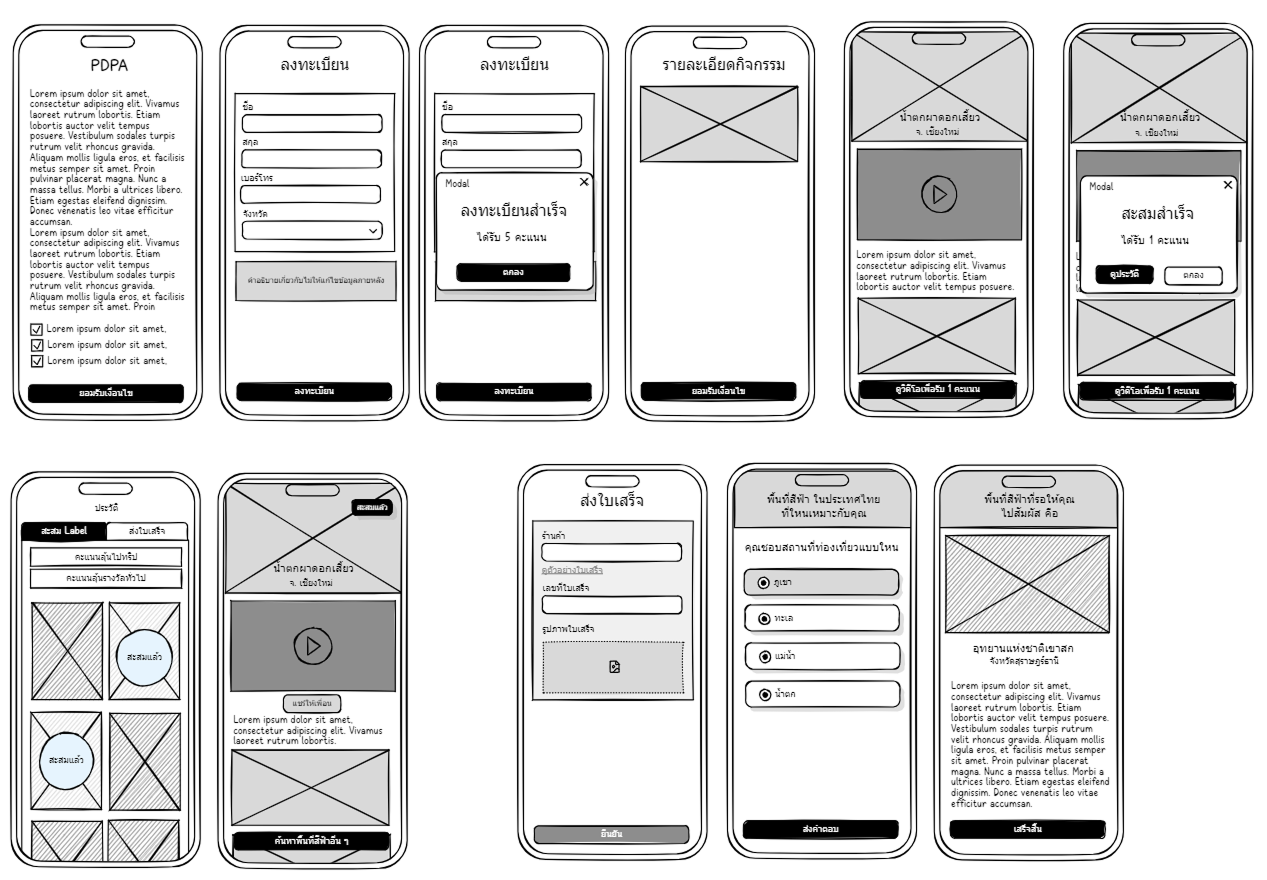 PDPA
Lorem ipsum dolor sit amet,
consectetur adipiscing elit. Vivamus
laoreet rutrum lobortis. Etiam
lobortis auctor velit tempus
posuere. Vestibulum sodales turpis
rutrum velit rhoncus gravida.
Aliquam mollis ligula eros, et facilisis
metus semper sit amet. Proin
pulvinar placerat magna. Nunc a
massa tellus. Morbi a ultrices libero.
Etiam egestas eleifend dignissim.
Donec venenatis leo vitae efficitur
accumsan.
Lorem ipsum dolor sit amet,
consectetur adipiscing elit. Vivamus
laoreet rutrum lobortis. Etiam
lobortis auctor velit tempus
posuere. Vestibulum sodales turpis
rutrum velit rhoncus gravida.
Aliquam mollis ligula eros, et facilisis
metus semper sit amet. Proin
Lorem ipsum dolor sit amet,
Lorem ipsum dolor sit amet,
Lorem ipsum dolor sit amet,
ยอมรับเงื่อนไข
ลงทะเบียน
ชื่อ
สกุล
เบอร์โทร
จังหวัด
คำอธิบายเกี่ยวกับไม่ให้แก้ไขข้อมูลภายหลัง
ลงทะเบียน
ลงทะเบียน
ชื่อ
สกุล
Modal
ลงทะเบียนสำเร็จ
ได้รับ 5 คะแนน
ตกลง
ลงทะเบียน
รายละเอียดกิจกรรม
ยอมรับเงื่อนไข
น้ำตกผาดอกเสี้ยว
จ. เชียงใหม่
Lorem ipsum dolor sit amet,
consectetur adipiscing elit. Vivamus
laoreet rutrum lobortis. Etiam
lobortis auctor velit tempus posuere.
ดูวิดีโอเพื่อรับ 1 คะแนน
น้ำตกผาดอกเสี้ยว
จ. เชียงใหม่
Modal
สะสมสำเร็จ
ได้รับ 1 คะแนน
ดูประวัติ
ตกลง
ดูวิดีโอเพื่อรับ 1 คะแนน
ประวัติ
สะสม Label
ส่งใบเสร็จ
คะแนนลุ้นไปทริป
คะแนนลุ้นรางวัลทั่วไป
สะสมแล้ว
สะสมแล้ว
สะสมแล้ว
น้ำตกผาดอกเสี้ยว
จ. เชียงใหม่
แชร์ให้เพื่อน
Lorem ipsum dolor sit amet,
consectetur adipiscing elit. Vivamus
laoreet rutrum lobortis.
ค้นหาพื้นที่สีฟ้าอื่น ๆ
ส่งใบเสร็จ
ร้านค้า
ดูตัวอย่างใบเสร็จ
เลขที่ใบเสร็จ
รูปภาพใบเสร็จ
ยืนยัน
พื้นที่สีฟ้า ในประเทศไทย
ที่ไหนเหมาะกับคุณ
คุณชอบสถานที่ท่องเที่ยวแบบไหน
ภูเขา
ทะเล
แม่น้ำ
น้ำตก
ส่งคำตอบ
พื้นที่สีฟ้าที่รอให้คุณ
ไปสัมผัส คือ
อุทยานแห่งชาติเขาสก
จังหวัดสุราษฎร์ธานี
Lorem ipsum dolor sit amet,
consectetur adipiscing elit. Vivamus
laoreet rutrum lobortis. Etiam
lobortis auctor velit tempus posuere.
Vestibulum sodales turpis rutrum
velit rhoncus gravida. Aliquam mollis
ligula eros, et facilisis metus semper
sit amet. Proin pulvinar placerat
magna. Nunc a massa tellus. Morbi a
ultrices libero. Etiam egestas eleifend
dignissim. Donec venenatis leo vitae
efficitur accumsan.
เสร็จสิ้น